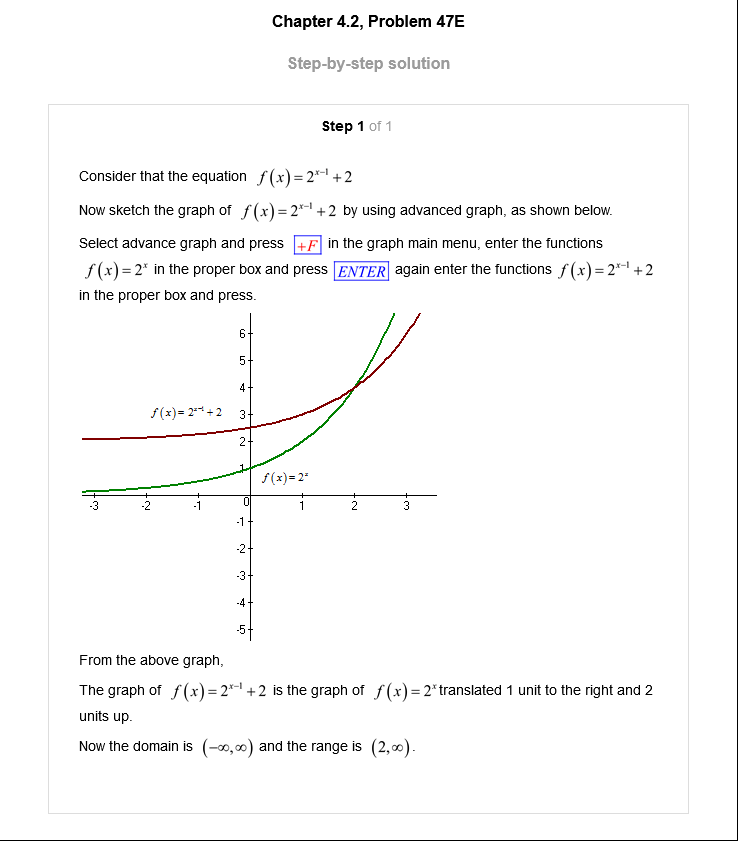 Chapter 4.2, Problem 47E
Step-by-step solution
Step 1 of 1
Consider that the equation f(x)=2^{x-1}+2
Now sketch the graph of f(x)=2^{x-1}+2 by using advanced graph, as shown below.
Select advance graph and press +F in the graph main menu, enter the functions
f(x)=2^x in the proper box and press ENTER again enter the functions f(x)=2^{x-1}+2
in the proper box and press.
6
5
4
f(x)=2^{x-1}+2 3
2
1
f(x)=2^x
-3 -2 -1 0 1 2 3
-1
-2
-3
-4
-5
From the above graph,
The graph of f(x)=2^{x-1}+2 is the graph of f(x)=2^x translated 1 unit to the right and 2
units up.
Now the domain is (-∞,∞) and the range is (2,∞).